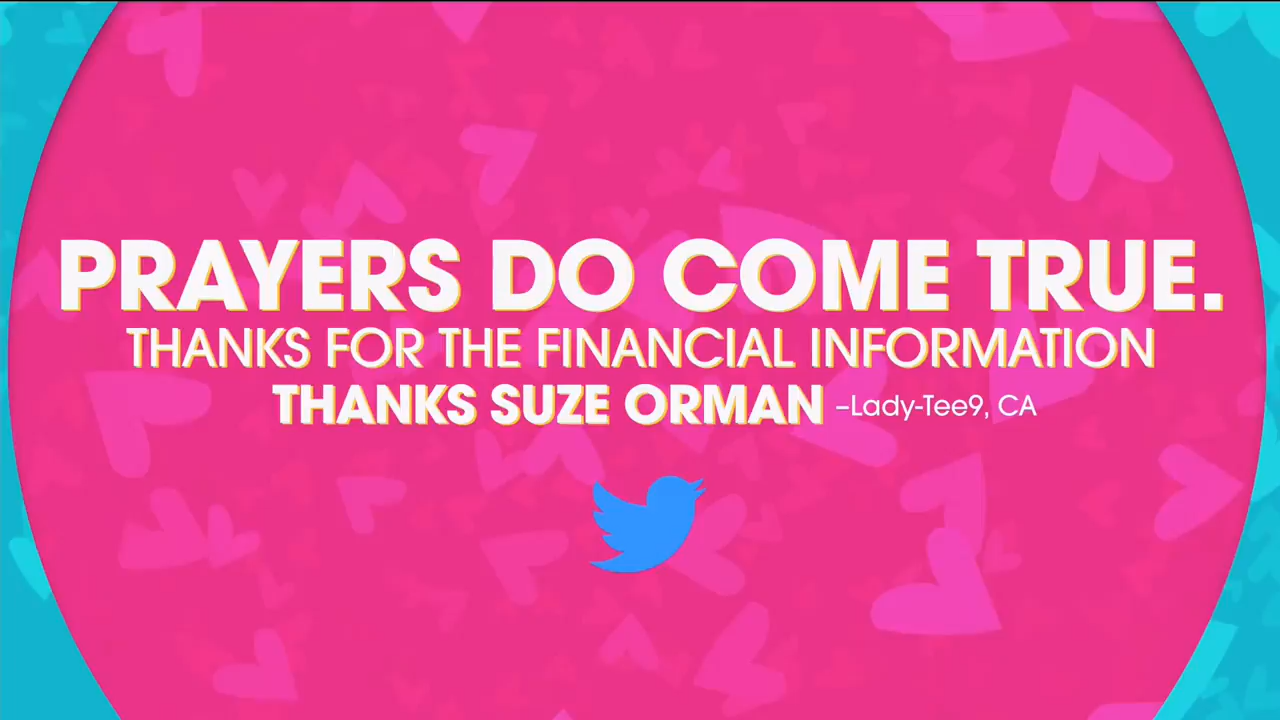 PRAYERS DO COME TRUE.
THANKS FOR THE FINANCIAL INFORMATION
THANKS SUZE ORMAN –Lady-Tee9, CA